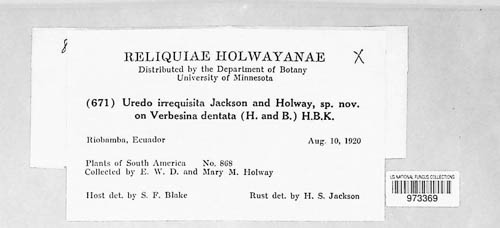 8
RELIQUIAE HOLWAYANAE
X
Distributed by the Department of Botany
University of Minnesota
(671) Uredo irrequisita Jackson and Holway, sp. nov.
on Verbesina dentata (H. and B.) H.B.K.
Riobamba, Ecuador Aug. 10, 1920
Plants of South America No. 868
Collected by E. W. D. and Mary M. Holway
Host det. by S. F. Blake Rust det. by H. S. Jackson
US NATIONAL FUNGUS COLLECTIONS
973369